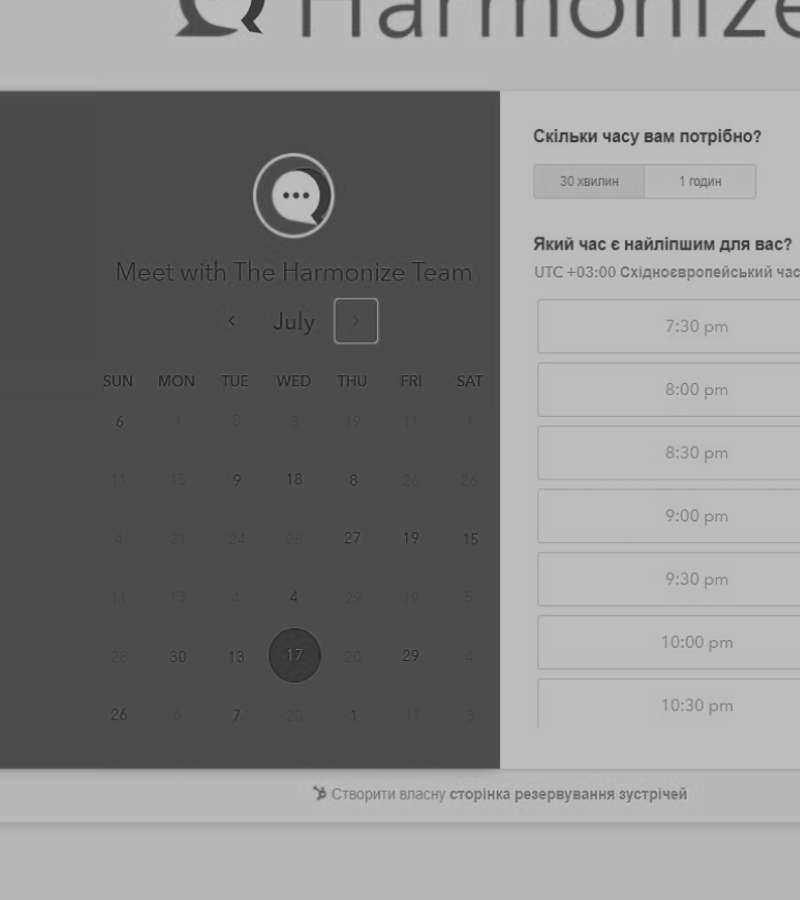 Harmonize
Meet with The Harmonize Team
July
SUN MON TUE WED THU FRI SAT
6 1 8 3 19 11 1
11 15 9 18 8 26 26
4 21 24 28 27 19 15
11 13 4 4 29 19 5
28 30 13 17 20 29 4
26 6 7 20 1 17 3
Скільки часу вам потрібно?
30 хвилин 1 годин
Який час є найліпшим для вас?
UTC +03:00 Східноєвропейський час
7:30 pm
8:00 pm
8:30 pm
9:00 pm
9:30 pm
10:00 pm
10:30 pm
Створити власну сторінка резервування зустрічей